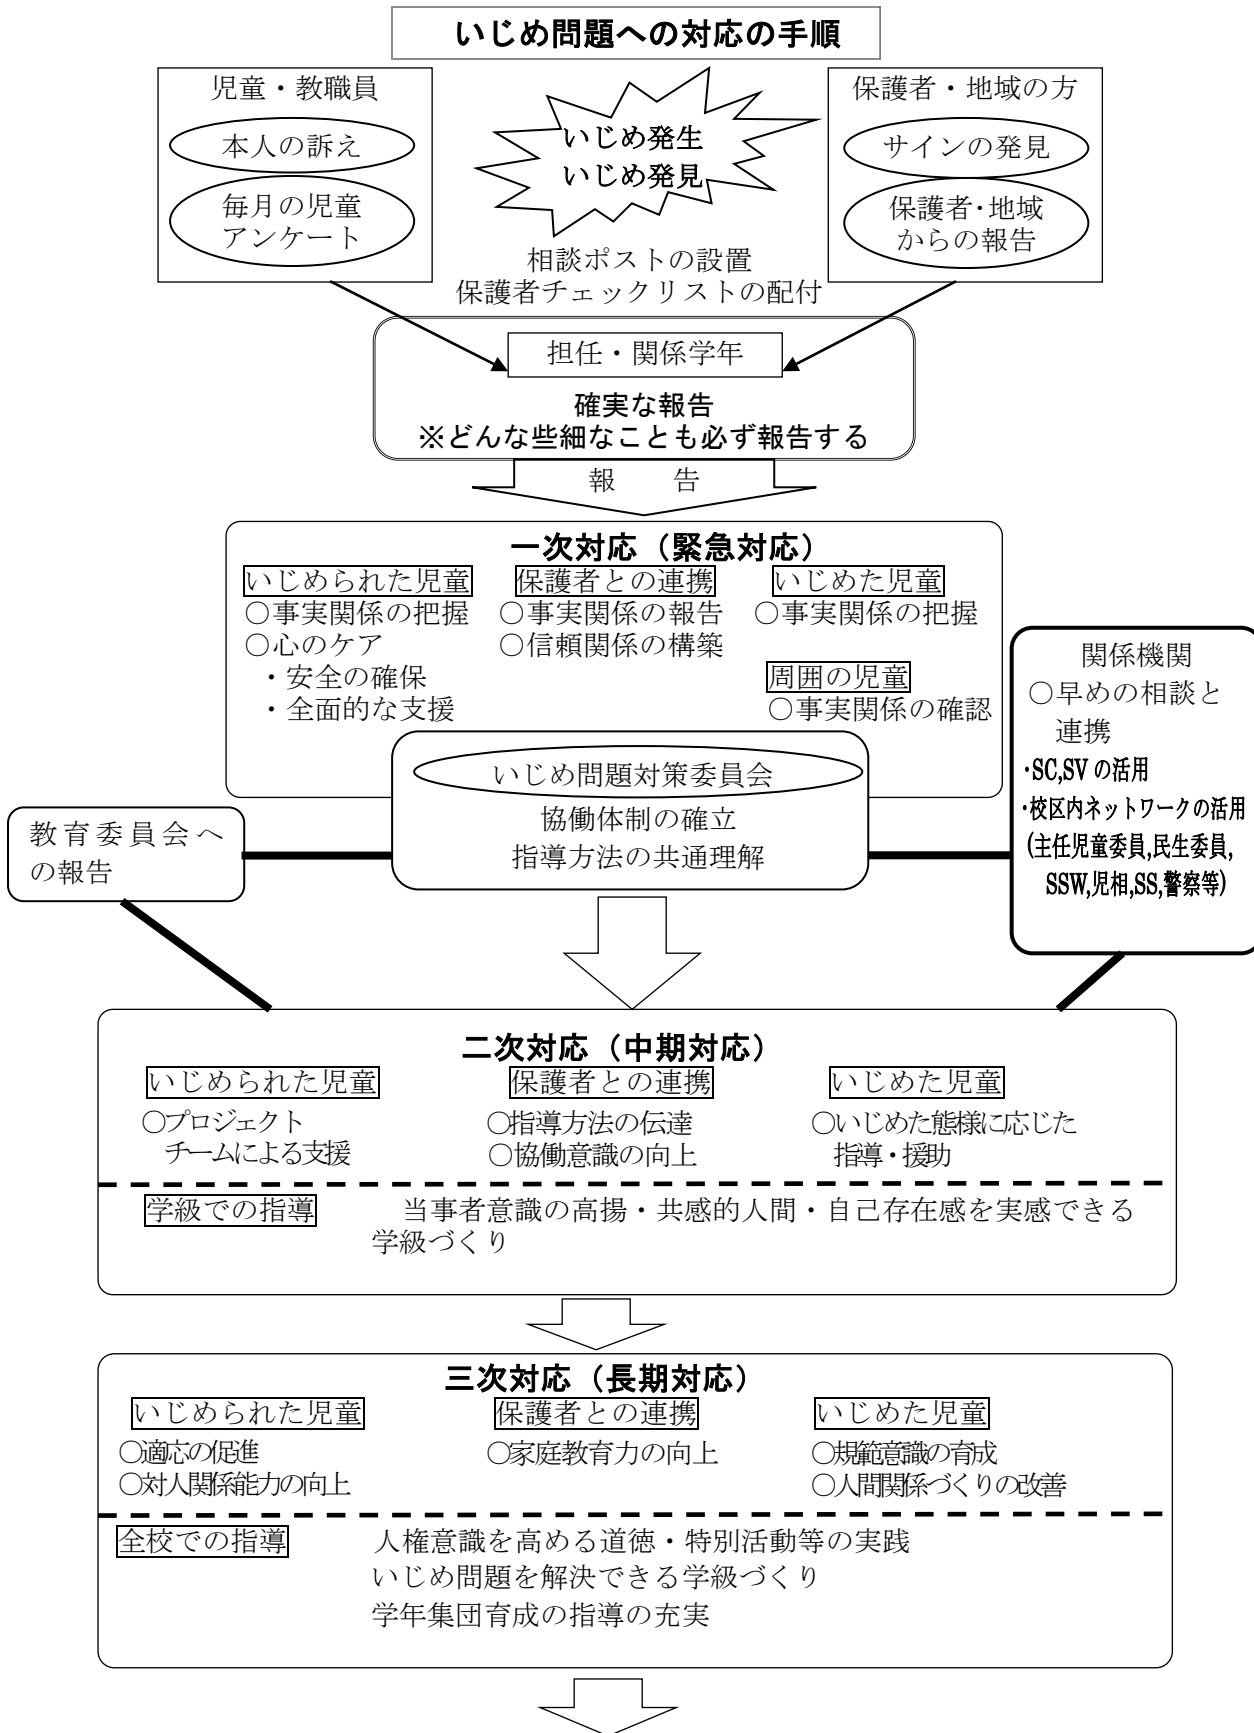 いじめ問題への対応の手順
児童・教職員
本人の訴え
毎月の児童
アンケート
いじめ発生
いじめ発見
保護者・地域の方
サインの発見
保護者・地域
からの報告
相談ポストの設置
保護者チェックリストの配付
担任・関係学年
確実な報告
※どんな些細なことも必ず報告する
報　告
一次対応（緊急対応）
いじめられた児童
○事実関係の把握
○心のケア
・安全の確保
・全面的な支援
保護者との連携
○事実関係の報告
○信頼関係の構築
いじめた児童
○事実関係の把握
周囲の児童
○事実関係の確認
いじめ問題対策委員会
協働体制の確立
指導方法の共通理解
教育委員会へ
の報告
関係機関
○早めの相談と
連携
・SC,SVの活用
・校区内ネットワークの活用
(主任児童委員,民生委員,
SSW,児相,SS,警察等)
二次対応（中期対応）
いじめられた児童
○プロジェクト
チームによる支援
保護者との連携
○指導方法の伝達
○協働意識の向上
いじめた児童
○いじめた態様に応じた
指導・援助
学級での指導
当事者意識の高揚・共感的人間・自己存在感を実感できる
学級づくり
三次対応（長期対応）
いじめられた児童
○適応の促進
○対人関係能力の向上
保護者との連携
○家庭教育力の向上
いじめた児童
○規範意識の育成
○人間関係づくりの改善
全校での指導
人権意識を高める道徳・特別活動等の実践
いじめ問題を解決できる学級づくり
学年集団育成の指導の充実